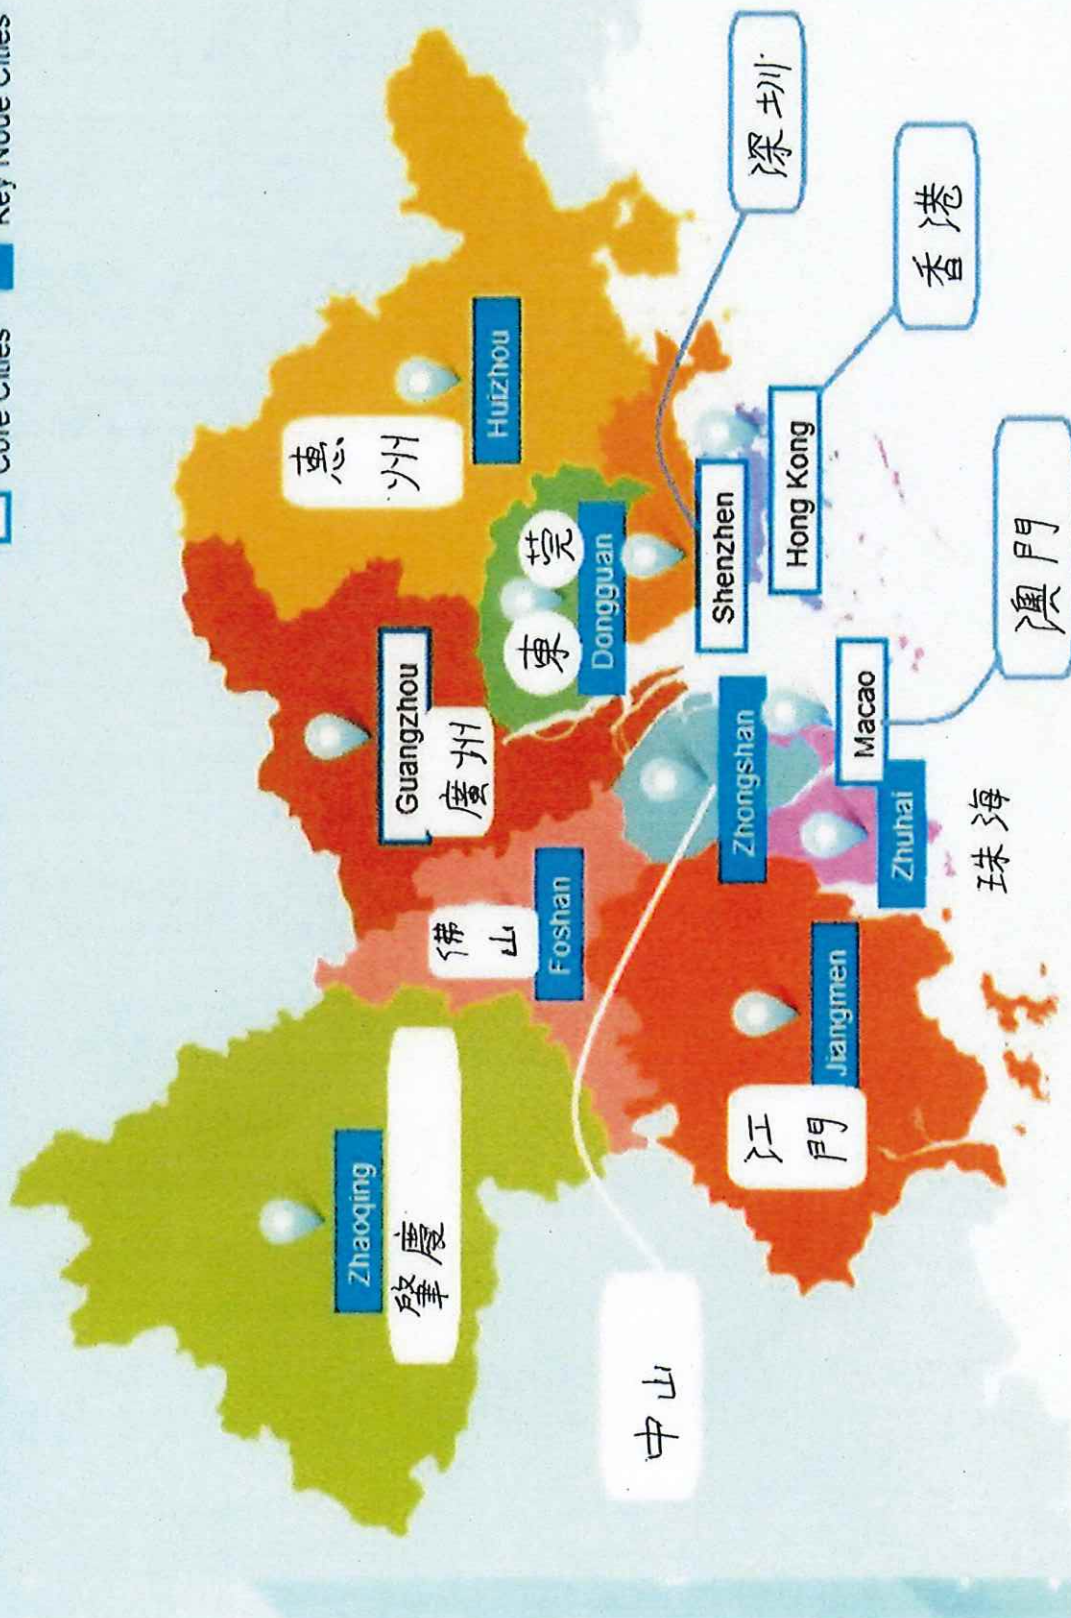 Core Cities
Key Node Cities
Zhaoqing
肇慶
Guangzhou
廣州
惠
州
Huizhou
佛
山
Foshan
東
莞
Dongguan
深圳
Shenzhen
香港
Hong Kong
中山
Zhongshan
江
門
Jiangmen
Macao
澳門
Zhuhai
珠海